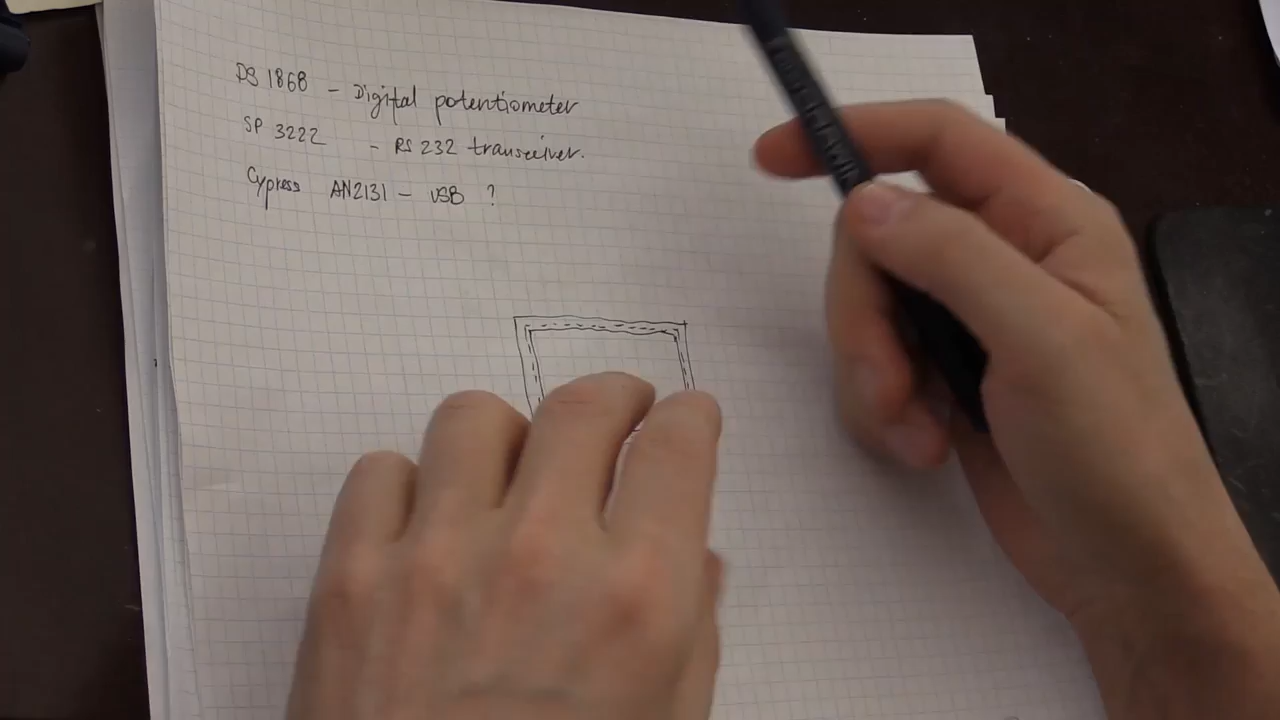 DS 1868 - Digital potentiometer
SP 3222 - RS 232 transceiver.
Cypress AN2131 - USB ?